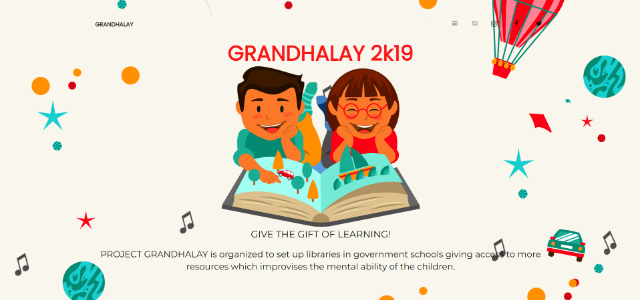 GRANDHALAY
GRANDHALAY 2k19
GIVE THE GIFT OF LEARNING!
PROJECT GRANDHALAY is organized to set up libraries in government schools giving access to more
resources which improvises the mental ability of the children.